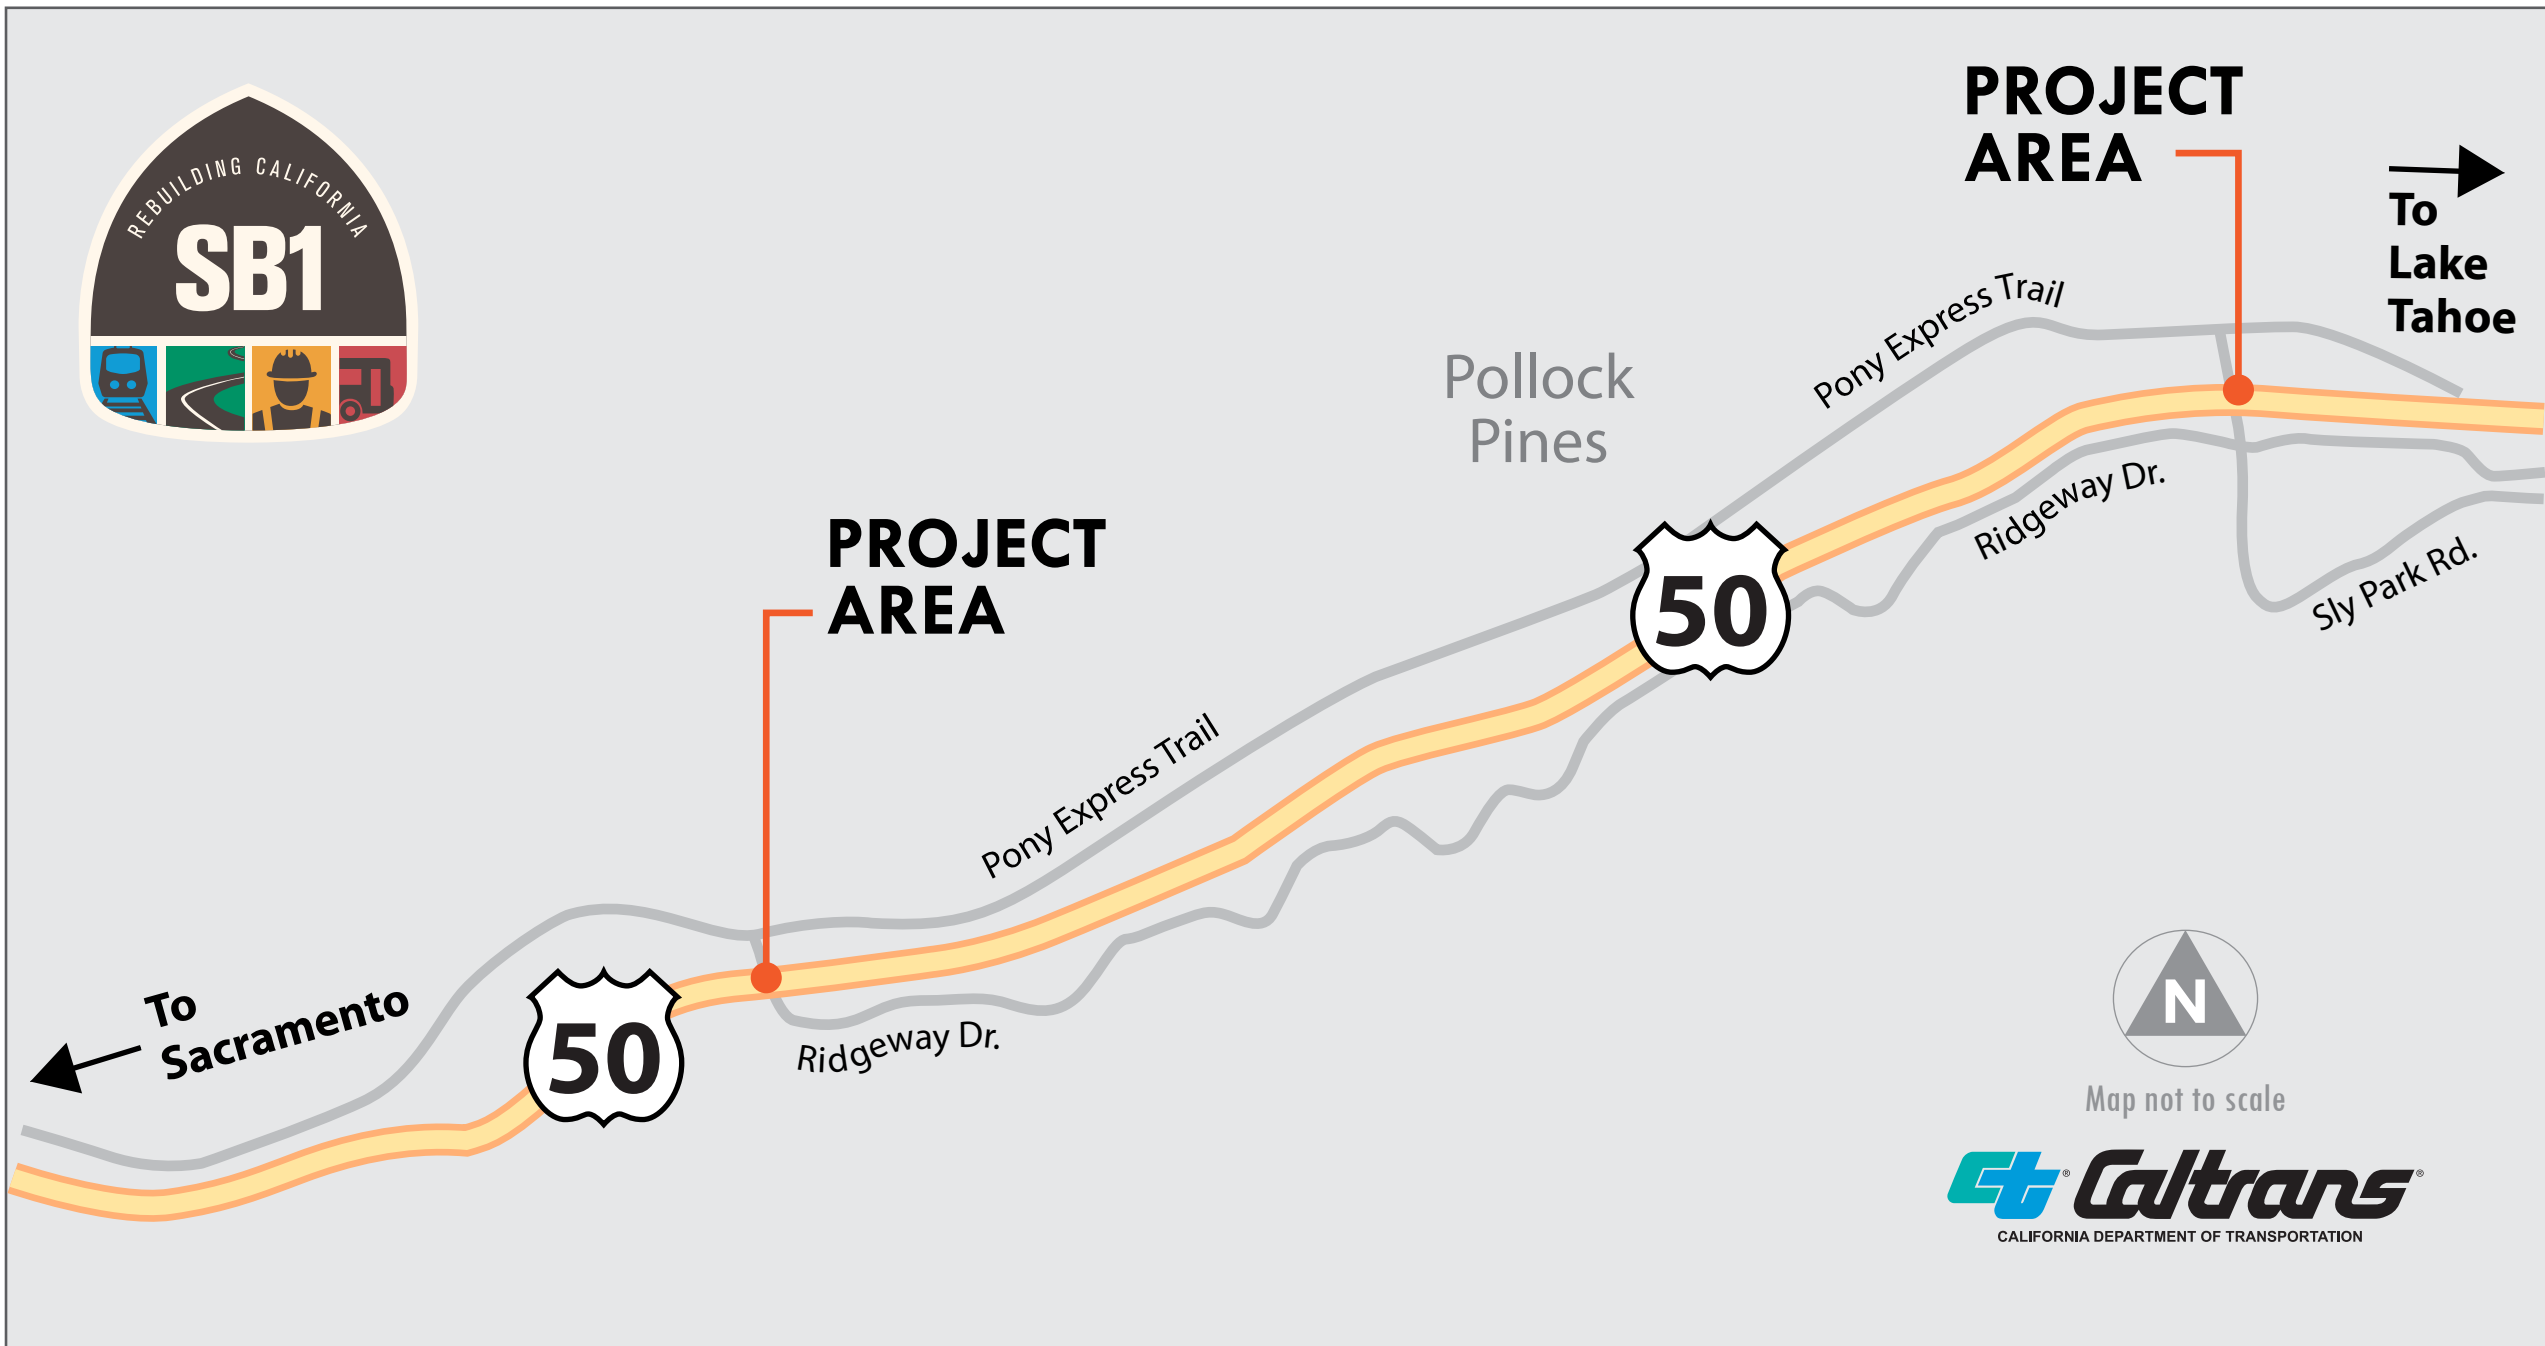 REBUILDING CALIFORNIA
SB1
PROJECT
AREA
To
Lake
Tahoe
Pony Express Trail
Pollock
Pines
Ridgeway Dr.
Sly Park Rd.
50
PROJECT
AREA
Pony Express Trail
To
Sacramento
50
Ridgeway Dr.
N
Map not to scale
Ct® Caltrans®
CALIFORNIA DEPARTMENT OF TRANSPORTATION